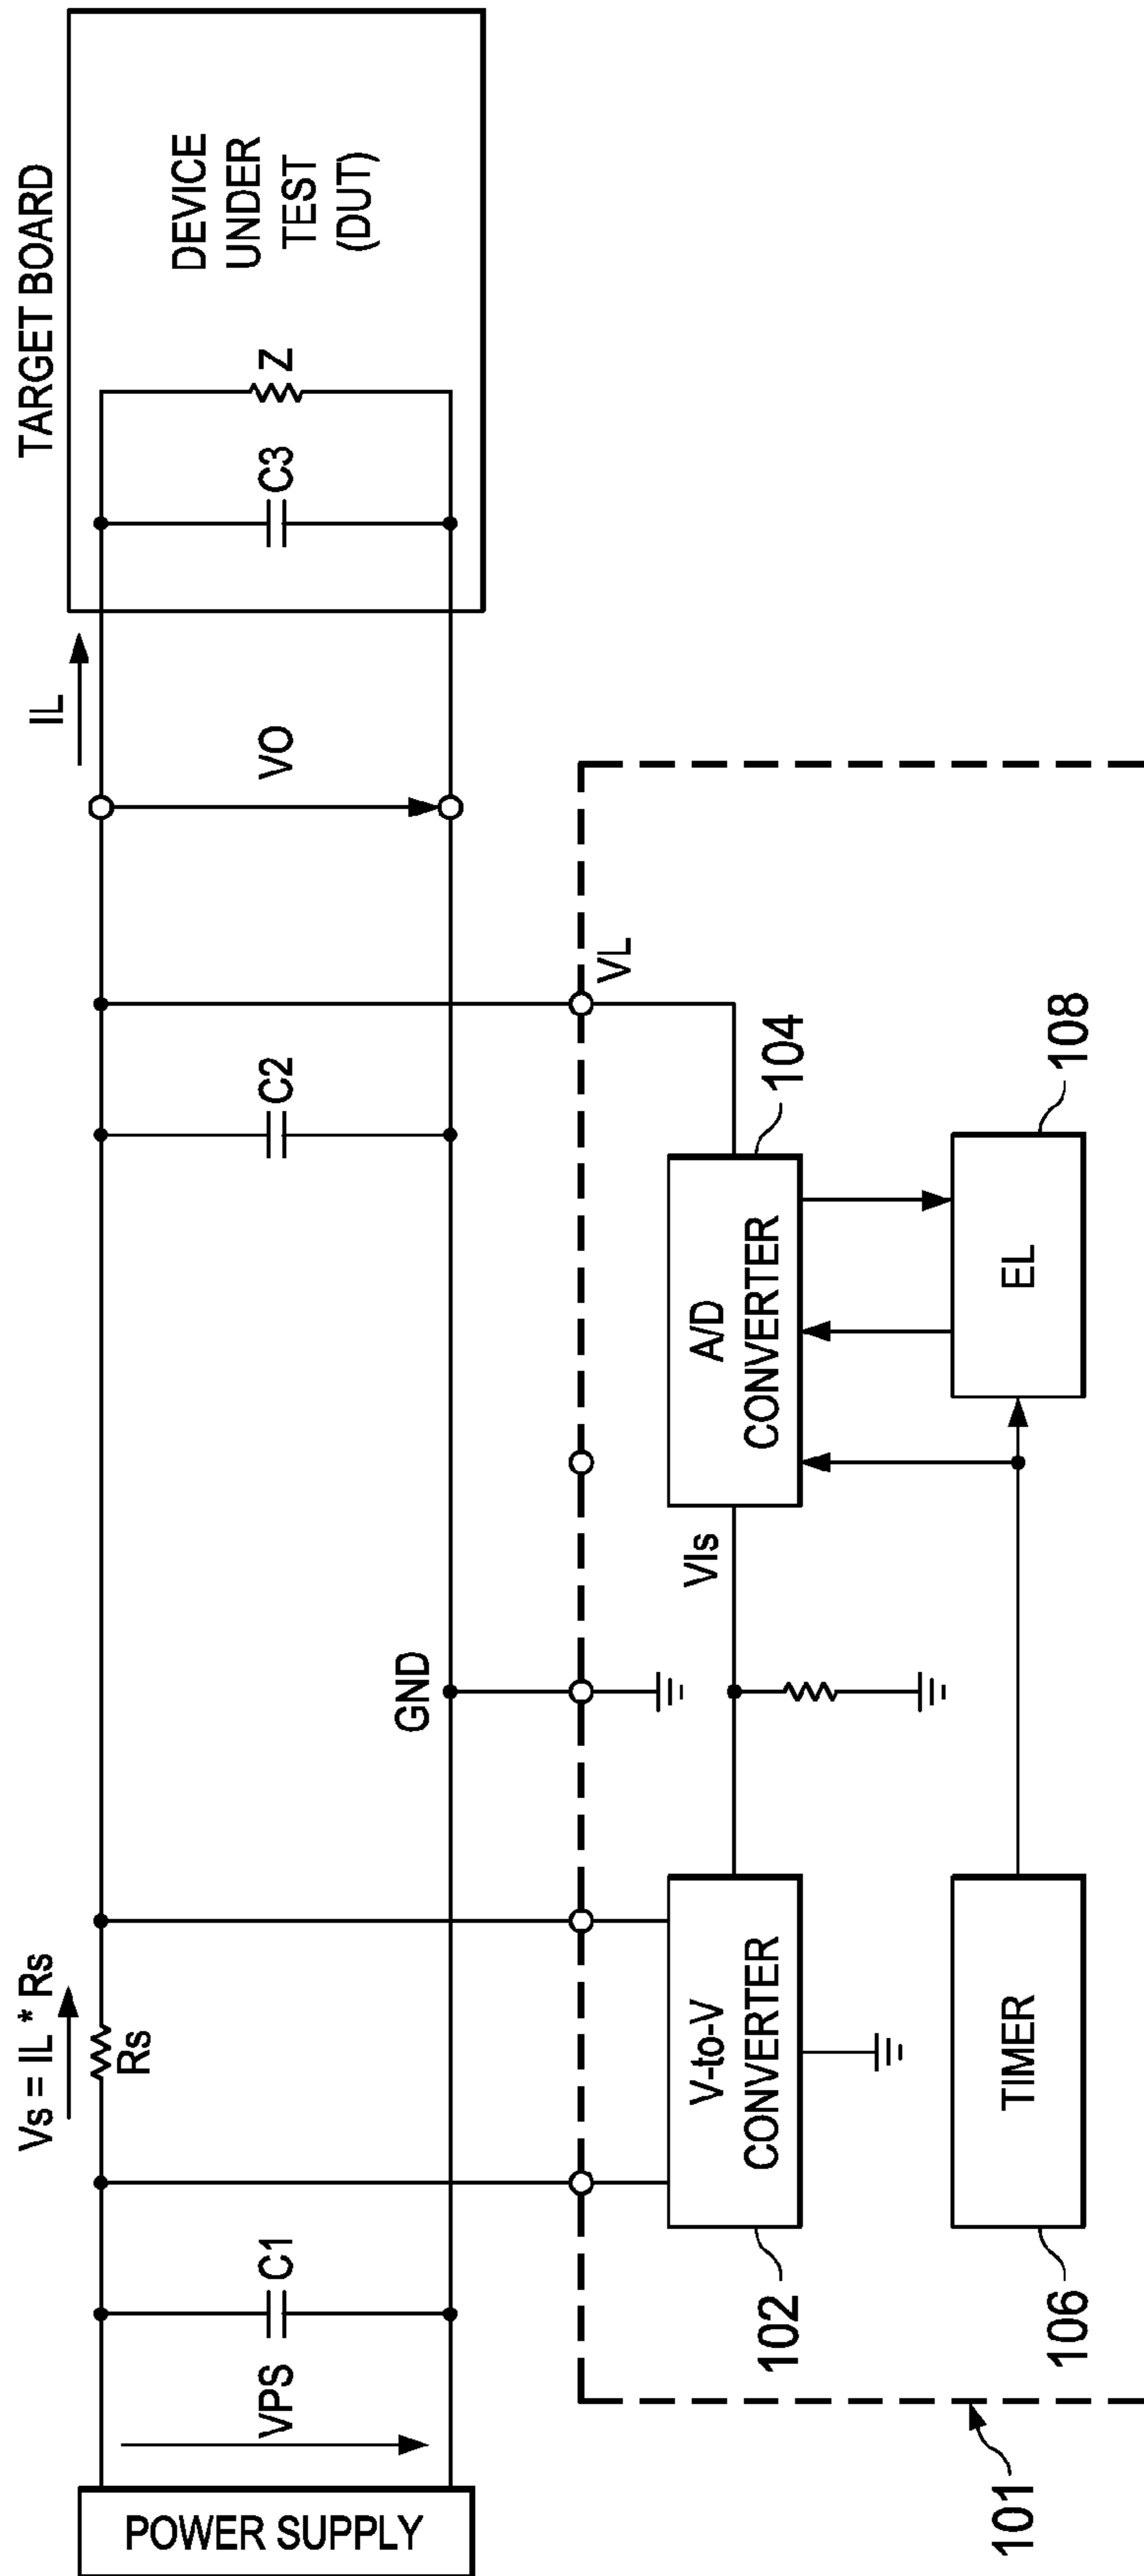 Vs = IL * Rs
Rs
POWER SUPPLY
VPS
C1
GND
C2
VO
IL
TARGET BOARD
C3
Z
DEVICE
UNDER
TEST
(DUT)
VL
101
V-to-V
CONVERTER
102
VIs
A/D
CONVERTER
104
TIMER
106
EL
108